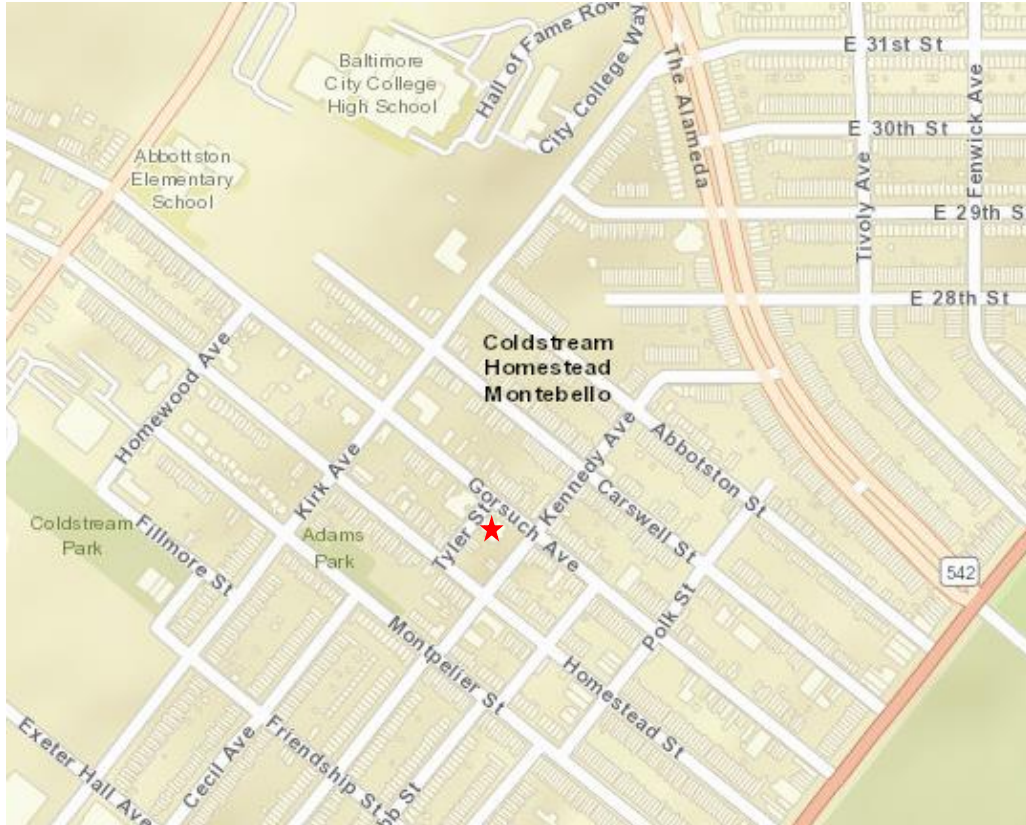 Hall of Fame Row
City College Way
The Alameda
E 31st St
Baltimore
City College
High School
E 30th St
Fenwick Ave
Tivoly Ave
Abbottston
Elementary
School
E 29th S
E 28th St
Coldstream
Homestead
Montebello
Homewood Ave
Kirk Ave
Kennedy Ave
Abbotston St
Carswell St
Gorsuch Ave
Tyler St
Coldstream
Park
Fillmore St
Adams
Park
542
Polk St
Montpelier St
Homestead St
Exeter Hall Ave
Cecil Ave
Friendship St
bb St